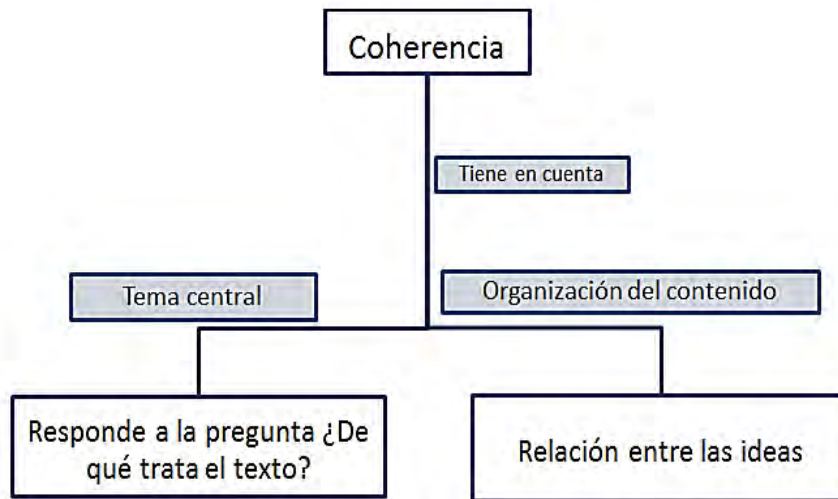 Coherencia
Tiene en cuenta
Tema central
Organización del contenido
Responde a la pregunta ¿De
qué trata el texto?
Relación entre las ideas